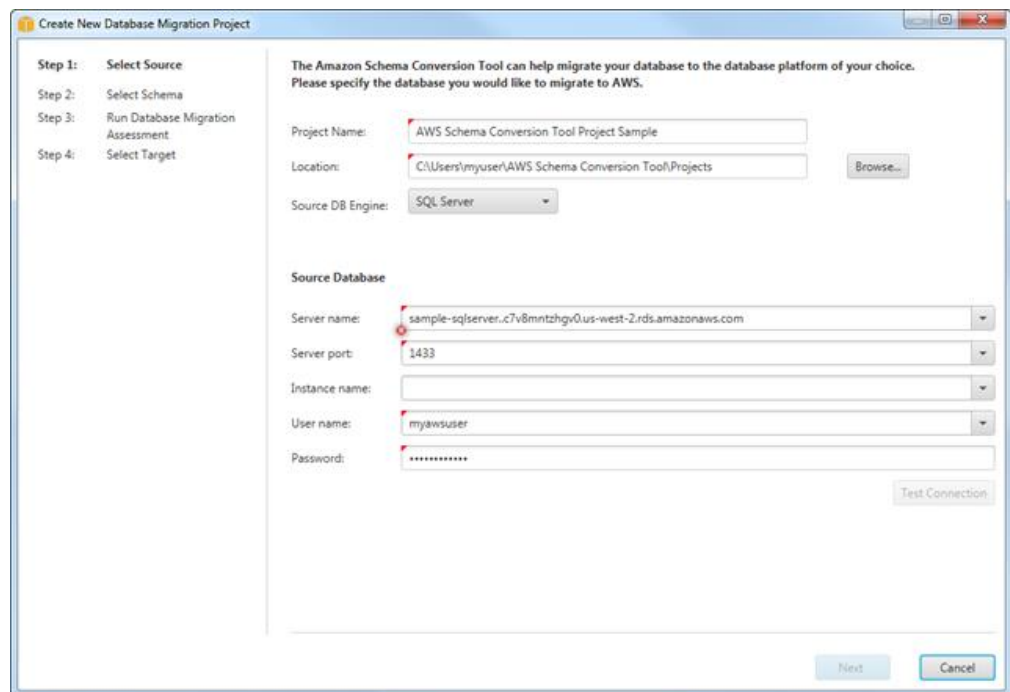 Create New Database Migration Project
Step 1: Select Source
Step 2: Select Schema
Step 3: Run Database Migration
Assessment
Step 4: Select Target
The Amazon Schema Conversion Tool can help migrate your database to the database platform of your choice.
Please specify the database you would like to migrate to AWS.
Project Name: AWS Schema Conversion Tool Project Sample
Location: C:\Users\myuser\AWS Schema Conversion Tool\Projects Browse...
Source DB Engine: SQL Server
Source Database
Server name: sample-sqlserver..c7v8mntzhgv0.us-west-2.rds.amazonaws.com
Server port: 1433
Instance name:
User name: myawsuser
Password: ••••••••••••
Test Connection
Next Cancel